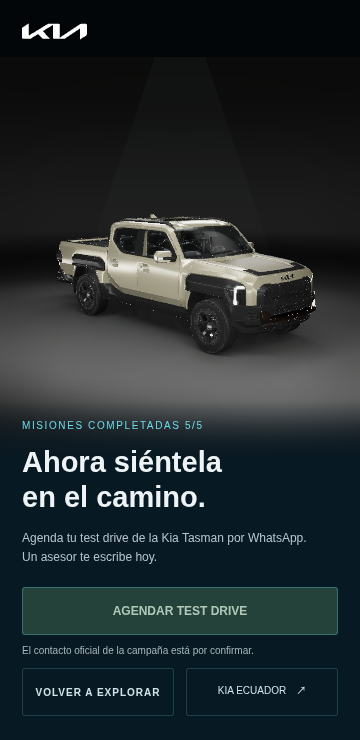 KIA
MISIONES COMPLETADAS 5/5
Ahora siéntela
en el camino.
Agenda tu test drive de la Kia Tasman por WhatsApp.
Un asesor te escribe hoy.
AGENDAR TEST DRIVE
El contacto oficial de la campaña está por confirmar.
VOLVER A EXPLORAR
KIA ECUADOR ↗